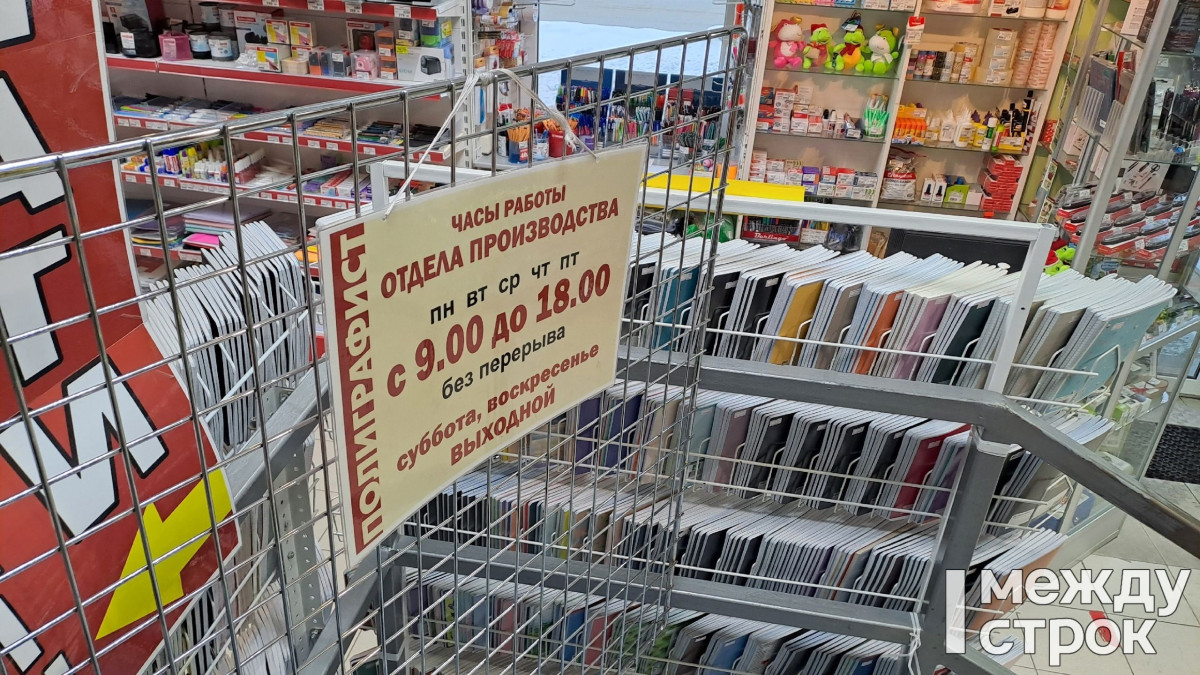 ПОЛИГРАФИСТ
ЧАСЫ РАБОТЫ
ОТДЕЛА ПРОИЗВОДСТВА
пн вт ср чт пт
с 9.00 до 18.00
без перерыва
суббота, воскресенье
ВЫХОДНОЙ
МЕЖДУ
СТРОК